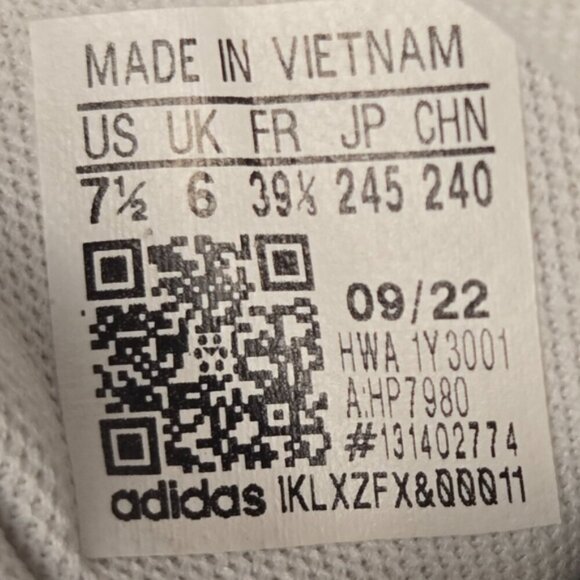 MADE IN VIETNAM
US UK FR JP CHN
7½ 6 39⅓ 245 240
09/22
HWA 1Y3001
A:HP7980
#131402774
adidas IKLXZFX&00011